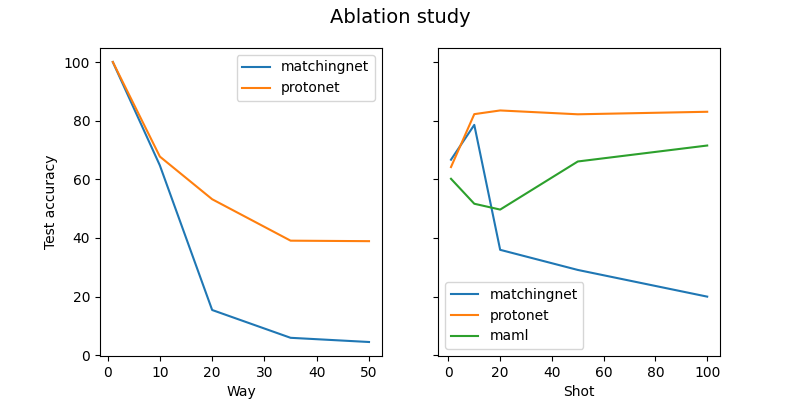 Ablation study
Test accuracy
100
80
60
40
20
0
matchingnet
protonet
0 10 20 30 40 50
Way
matchingnet
protonet
maml
0 20 40 60 80 100
Shot